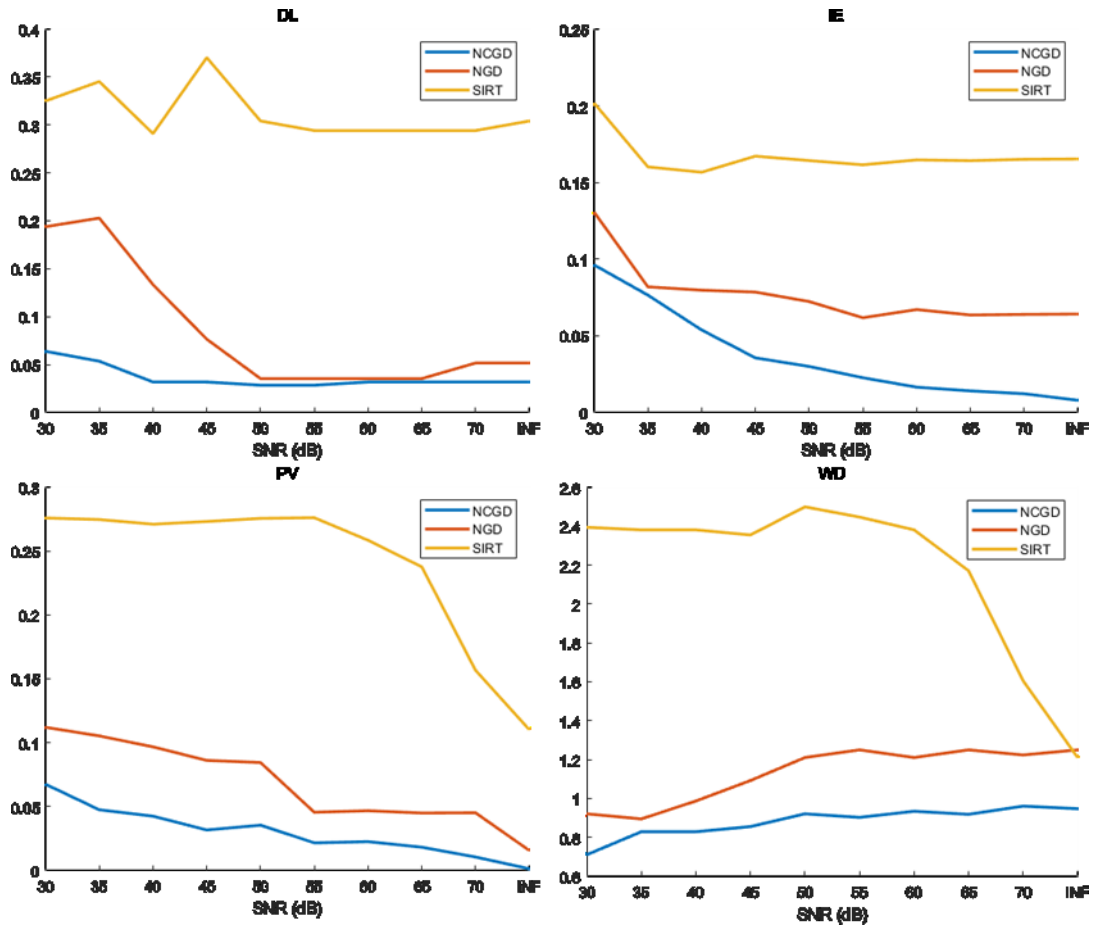 DL
0.4
0.35
0.3
0.25
0.2
0.15
0.1
0.05
0
NCGD
NGD
SIRT
30 35 40 45 50 55 60 65 70 INF
SNR (dB)
IE
0.25
0.2
0.15
0.1
0.05
0
NCGD
NGD
SIRT
30 35 40 45 50 55 60 65 70 INF
SNR (dB)
PV
0.3
0.25
0.2
0.15
0.1
0.05
0
NCGD
NGD
SIRT
30 35 40 45 50 55 60 65 70 INF
SNR (dB)
WD
2.6
2.4
2.2
2
1.8
1.6
1.4
1.2
1
0.8
0.6
NCGD
NGD
SIRT
30 35 40 45 50 55 60 65 70 INF
SNR (dB)